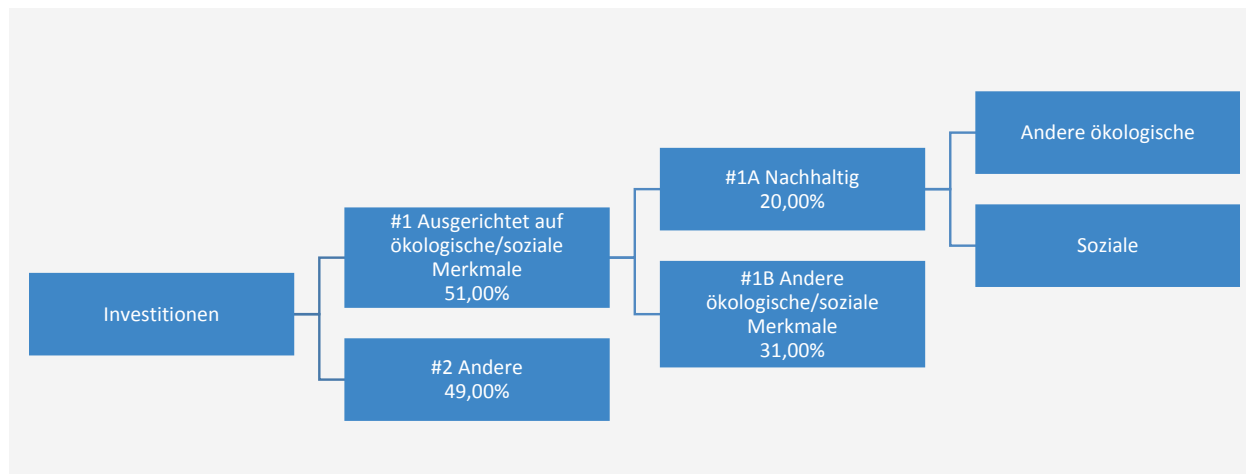 Investitionen
#1 Ausgerichtet auf
ökologische/soziale
Merkmale
51,00%
#2 Andere
49,00%
#1A Nachhaltig
20,00%
#1B Andere
ökologische/soziale
Merkmale
31,00%
Andere ökologische
Soziale